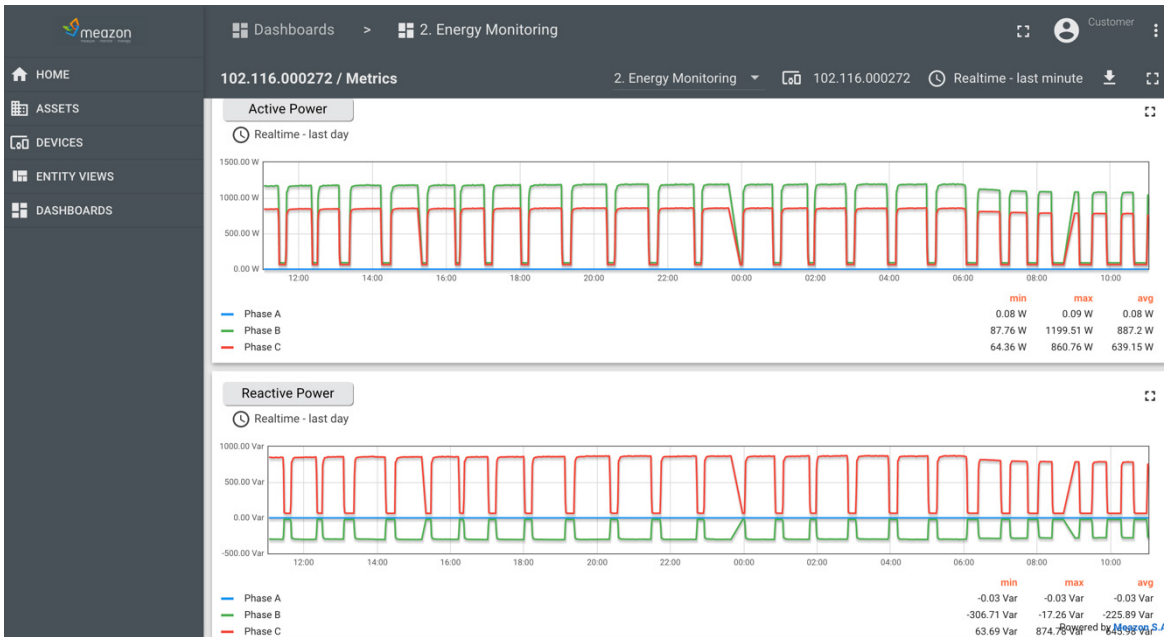 meazon
Dashboards > 2. Energy Monitoring
Customer
HOME
ASSETS
DEVICES
ENTITY VIEWS
DASHBOARDS
102.116.000272 / Metrics
2. Energy Monitoring 102.116.000272 Realtime - last minute
Active Power
Realtime - last day
1500.00 W
1000.00 W
500.00 W
0.00 W
12:00 14:00 16:00 18:00 20:00 22:00 00:00 02:00 04:00 06:00 08:00 10:00
min max avg
Phase A 0.08 W 0.09 W 0.08 W
Phase B 87.76 W 1199.51 W 887.2 W
Phase C 64.36 W 860.76 W 639.15 W
Reactive Power
Realtime - last day
1000.00 Var
500.00 Var
0.00 Var
-500.00 Var
12:00 14:00 16:00 18:00 20:00 22:00 00:00 02:00 04:00 06:00 08:00 10:00
min max avg
Phase A -0.03 Var -0.03 Var -0.03 Var
Phase B -306.71 Var -17.26 Var -225.89 Var
Phase C 63.69 Var
Powered by Meazon S.A